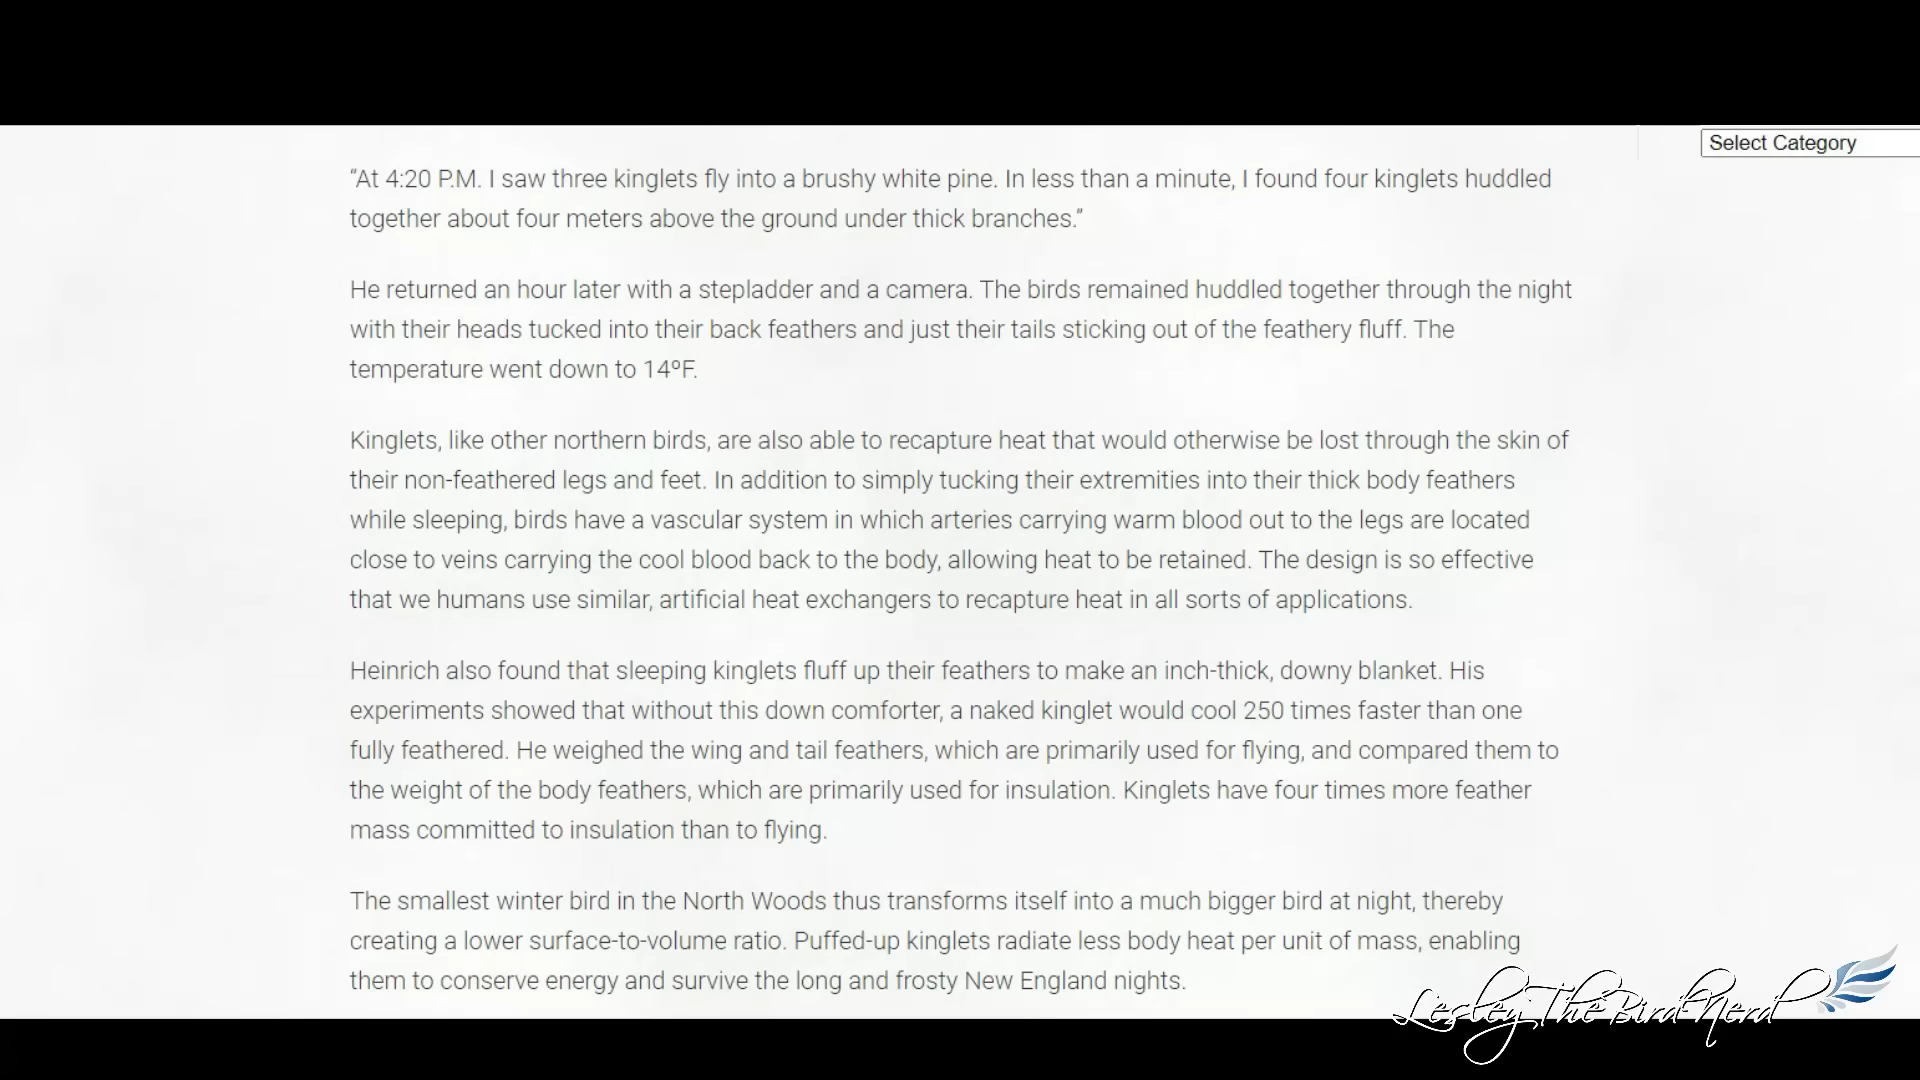 Select Category
“At 4:20 P.M. I saw three kinglets fly into a brushy white pine. In less than a minute, I found four kinglets huddled
together about four meters above the ground under thick branches.”
He returned an hour later with a stepladder and a camera. The birds remained huddled together through the night
with their heads tucked into their back feathers and just their tails sticking out of the feathery fluff. The
temperature went down to 14ºF.
Kinglets, like other northern birds, are also able to recapture heat that would otherwise be lost through the skin of
their non-feathered legs and feet. In addition to simply tucking their extremities into their thick body feathers
while sleeping, birds have a vascular system in which arteries carrying warm blood out to the legs are located
close to veins carrying the cool blood back to the body, allowing heat to be retained. The design is so effective
that we humans use similar, artificial heat exchangers to recapture heat in all sorts of applications.
Heinrich also found that sleeping kinglets fluff up their feathers to make an inch-thick, downy blanket. His
experiments showed that without this down comforter, a naked kinglet would cool 250 times faster than one
fully feathered. He weighed the wing and tail feathers, which are primarily used for flying, and compared them to
the weight of the body feathers, which are primarily used for insulation. Kinglets have four times more feather
mass committed to insulation than to flying.
The smallest winter bird in the North Woods thus transforms itself into a much bigger bird at night, thereby
creating a lower surface-to-volume ratio. Puffed-up kinglets radiate less body heat per unit of mass, enabling
them to conserve energy and survive the long and frosty New England nights.
Lesley The Bird Nerd